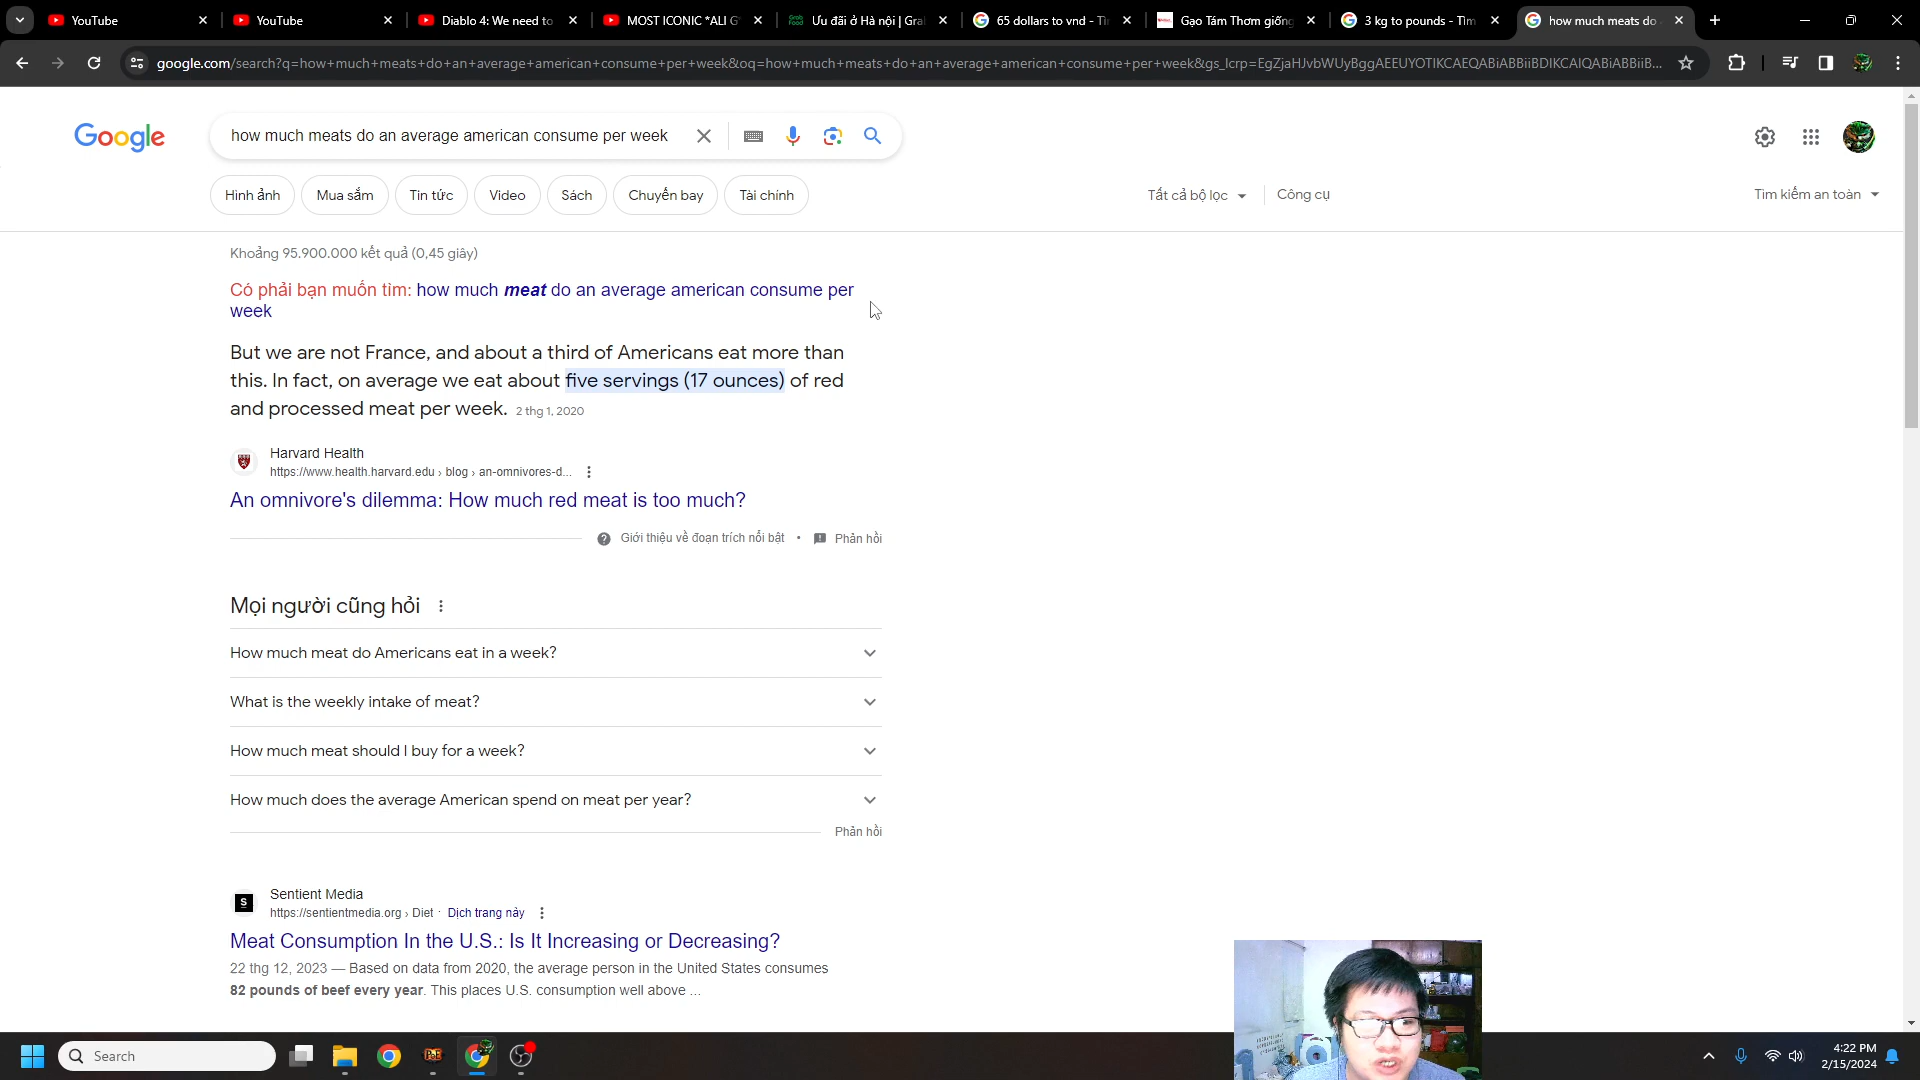 YouTube
YouTube
Diablo 4: We need to
MOST ICONIC *ALI G
Ưu đãi ở Hà nội | Gra
65 dollars to vnd - Tì
Gạo Tám Thơm giống
3 kg to pounds - Tìm
how much meats do
google.com/search?q=how+much+meats+do+an+average+american+consume+per+week&oq=how+much+meats+do+an+average+american+consume+per+week&gs_lcrp=EgZjaHJvbWUyBggAEEUYOTIKCAEQABiABBiiBDIKCAIQABiABBiiB...
Google
how much meats do an average american consume per week
Hình ảnh
Mua sắm
Tin tức
Video
Sách
Chuyến bay
Tài chính
Tất cả bộ lọc
Công cụ
Tìm kiếm an toàn
Khoảng 95.900.000 kết quả (0,45 giây)
Có phải bạn muốn tìm: how much meat do an average american consume per
week
But we are not France, and about a third of Americans eat more than
this. In fact, on average we eat about five servings (17 ounces) of red
and processed meat per week. 2 thg 1, 2020
Harvard Health
https://www.health.harvard.edu › blog › an-omnivores-d...
An omnivore's dilemma: How much red meat is too much?
Giới thiệu về đoạn trích nổi bật • Phản hồi
Mọi người cũng hỏi
How much meat do Americans eat in a week?
What is the weekly intake of meat?
How much meat should I buy for a week?
How much does the average American spend on meat per year?
Phản hồi
Sentient Media
https://sentientmedia.org › Diet · Dịch trang này
Meat Consumption In the U.S.: Is It Increasing or Decreasing?
22 thg 12, 2023 — Based on data from 2020, the average person in the United States consumes
82 pounds of beef every year. This places U.S. consumption well above ...
Search
4:22 PM
2/15/2024